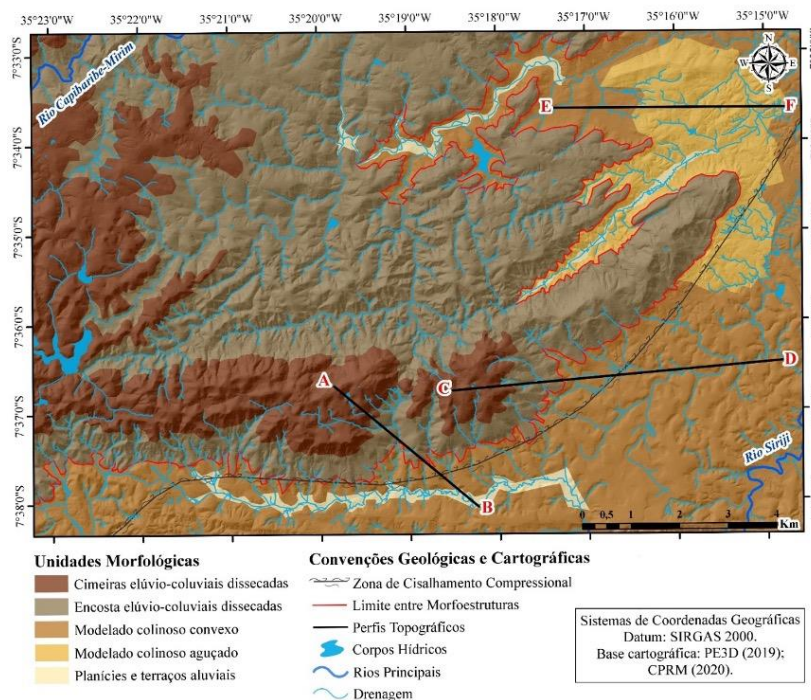 35°23'0"W 35°22'0"W 35°21'0"W 35°20'0"W 35°19'0"W 35°18'0"W 35°17'0"W 35°16'0"W 35°15'0"W
7°33'0"S
7°34'0"S
7°35'0"S
7°36'0"S
7°37'0"S
7°38'0"S
Rio Capibaribe-Mirim
N
W E
S
E F
A
C D
B
Rio Siriji
0 0,5 1 2 3 4
Km
Unidades Morfológicas
Cimeiras elúvio-coluviais dissecadas
Encosta elúvio-coluviais dissecadas
Modelado colinoso convexo
Modelado colinoso aguçado
Planícies e terraços aluviais
Convenções Geológicas e Cartográficas
Zona de Cisalhamento Compressional
Limite entre Morfoestruturas
Perfis Topográficos
Corpos Hídricos
Rios Principais
Drenagem
Sistemas de Coordenadas Geográficas
Datum: SIRGAS 2000.
Base cartográfica: PE3D (2019);
CPRM (2020).